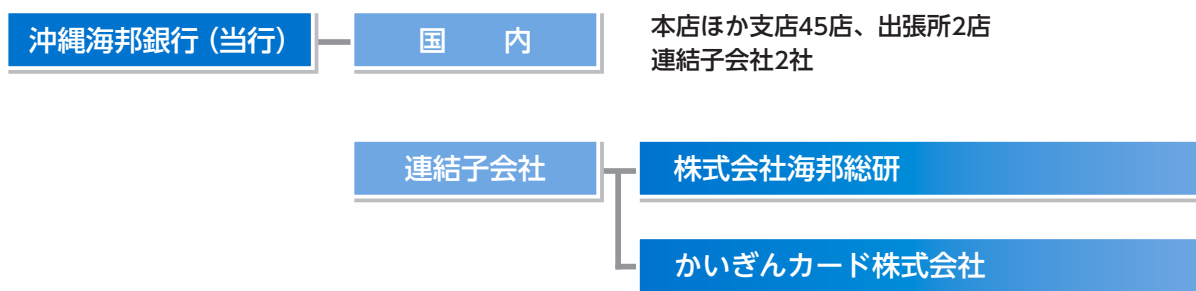 沖縄海邦銀行（当行）
国　内
本店ほか支店45店、出張所2店
連結子会社2社
連結子会社
株式会社海邦総研
かいぎんカード株式会社